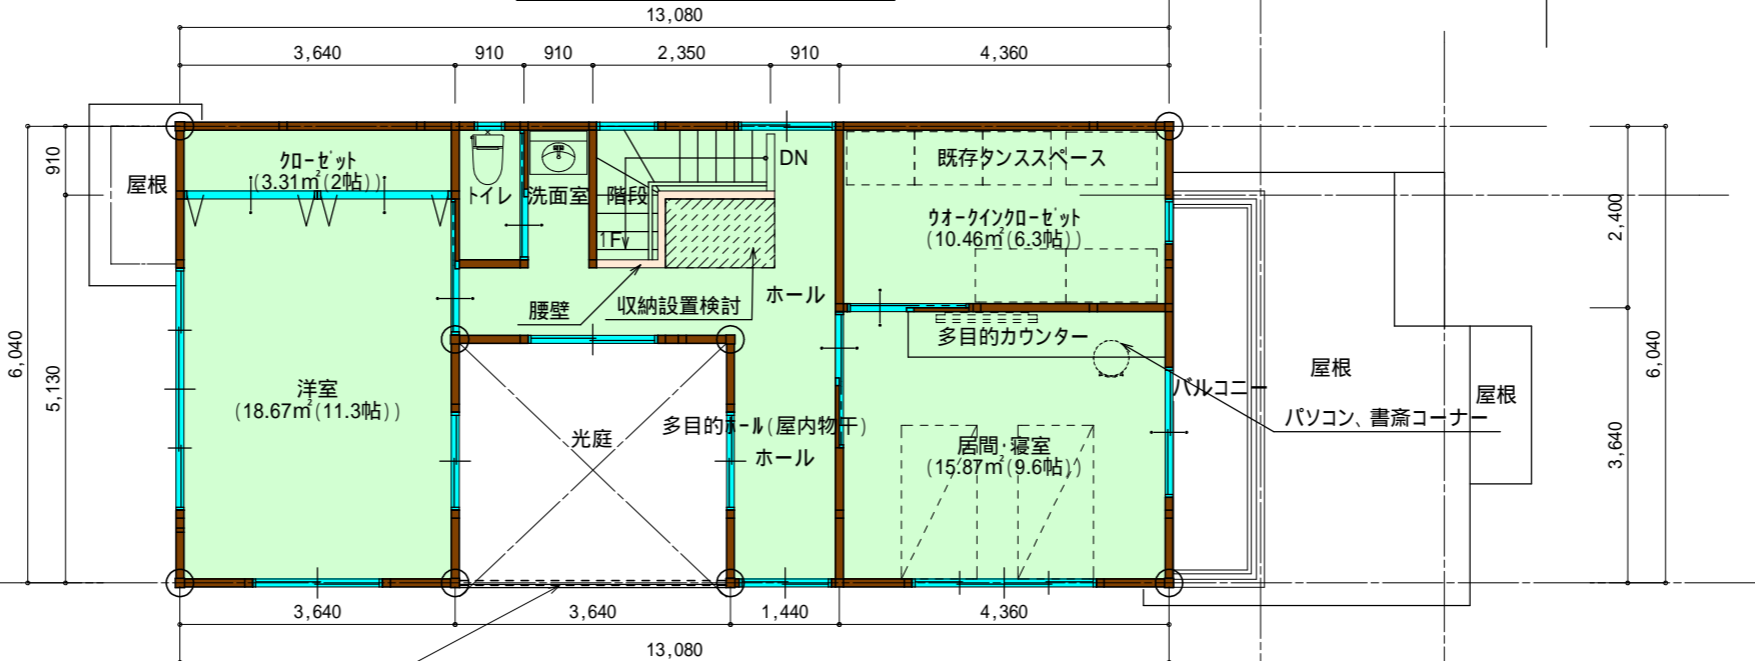 13,080
3,640
910
910
2,350
910
4,360
910
屋根
クローゼット
(3.31㎡(2帖))
トイレ
洗面室
階段
DN
1F
既存タンススペース
ウオークインクローゼット
(10.46㎡(6.3帖))
2,400
腰壁
収納設置検討
ホール
多目的カウンター
6,040
5,130
洋室
(18.67㎡(11.3帖))
光庭
多目的ホール(屋内物干)
ホール
居間・寝室
(15.87㎡(9.6帖))
バルコニー
屋根
屋根
パソコン、書斎コーナー
3,640
6,040
3,640
3,640
1,440
4,360
13,080